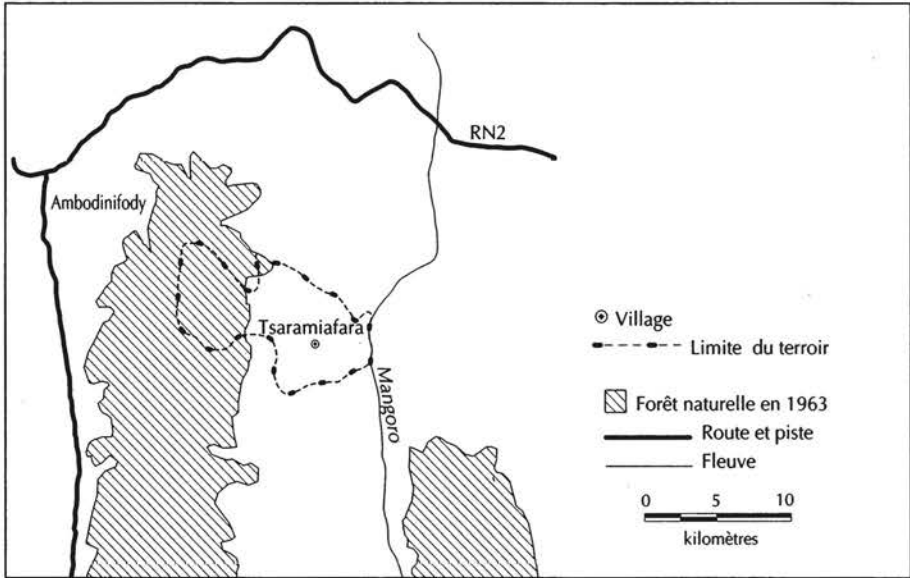 RN2
Ambodinifody
Tsaramiafara
Mangoro
Village
Limite du terroir
Forêt naturelle en 1963
Route et piste
Fleuve
0 5 10
kilomètres